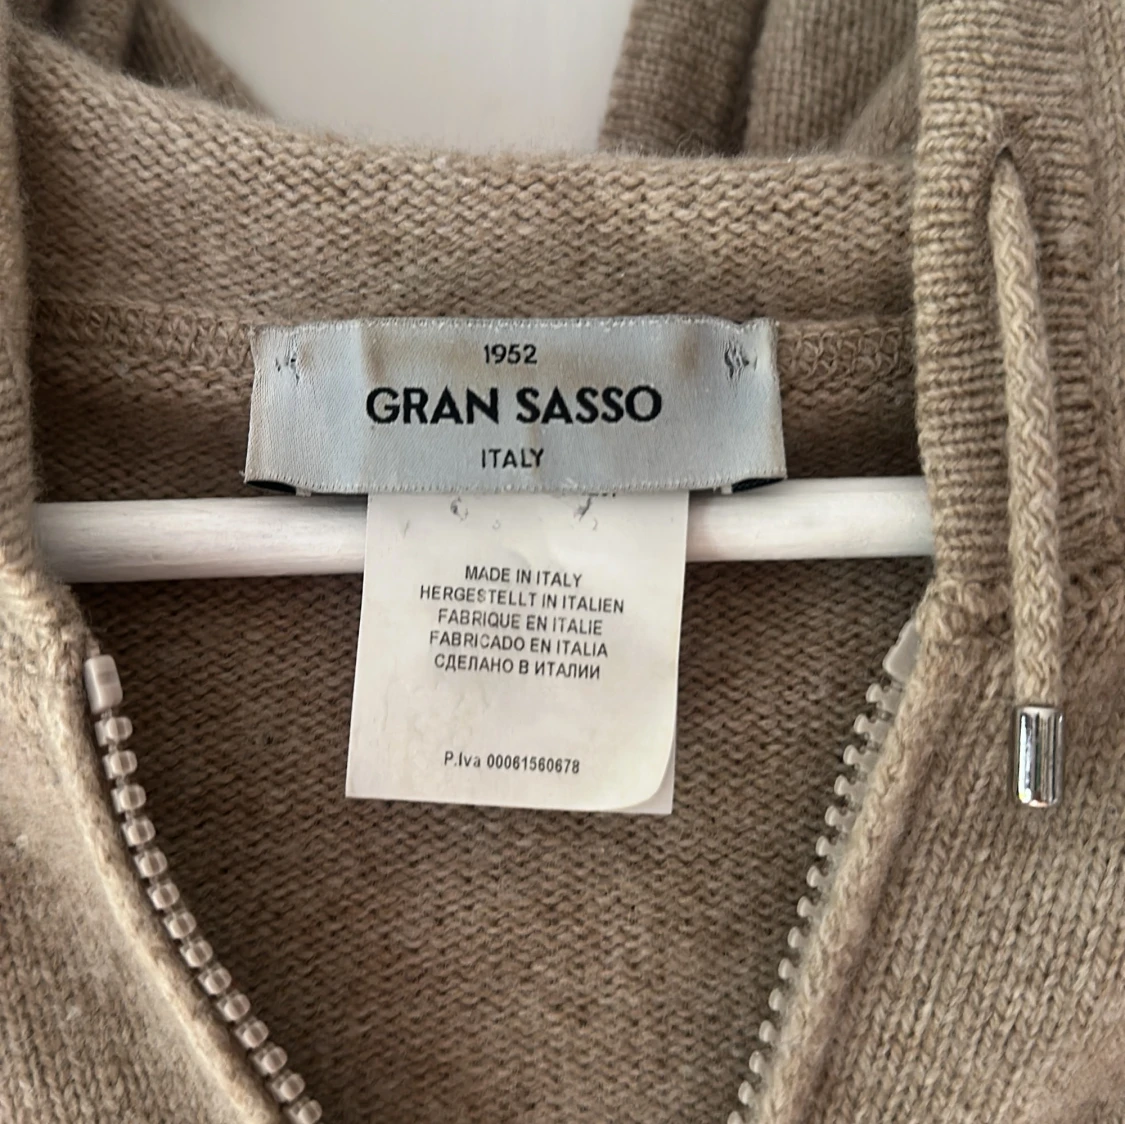 1952
GRAN SASSO
ITALY
MADE IN ITALY
HERGESTELLT IN ITALIEN
FABRIQUE EN ITALIE
FABRICADO EN ITALIA
СДЕЛАНО В ИТАЛИИ
P.Iva 00061560678